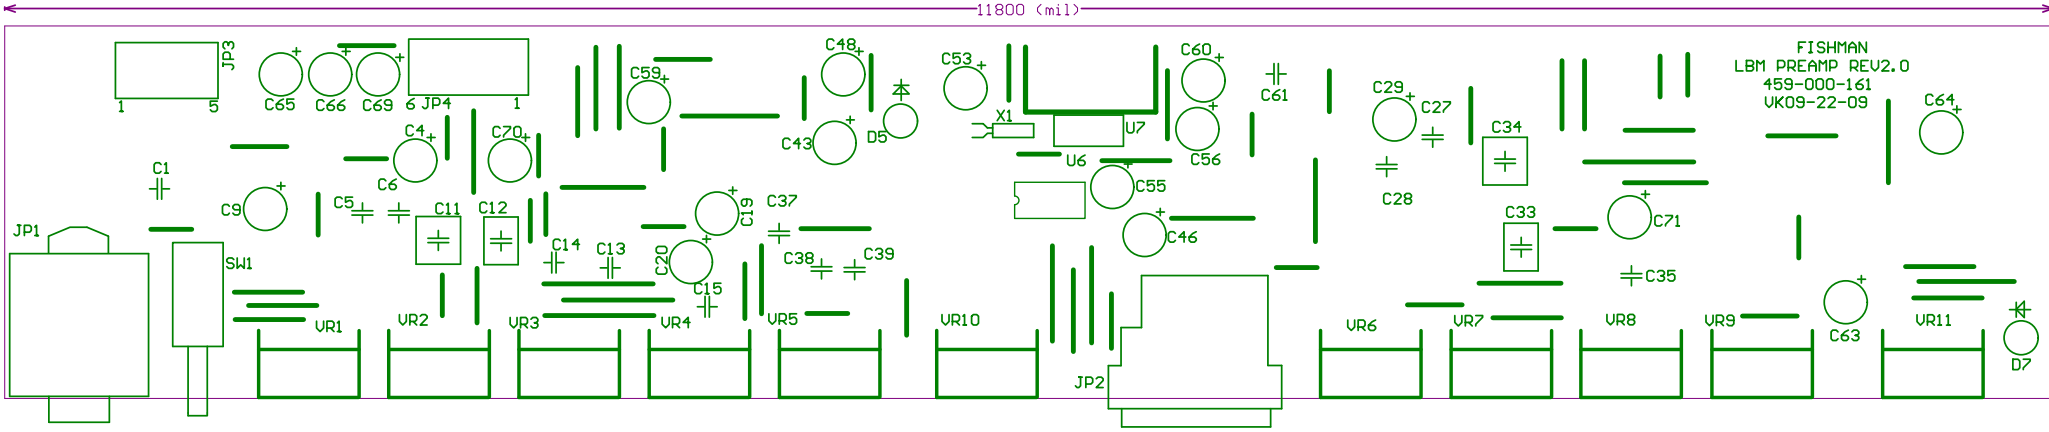 11800 (mil)
FISHMAN
LBM PREAMP REV2.0
459-000-161
VK09-22-09
JP3
1
5
C65
C66
C69
6
JP4
1
C59
C48
C43
D5
C53
X1
U7
U6
C60
C56
C61
C55
C46
C29
C27
C28
C34
C33
C64
C71
C35
C63
C4
C70
C6
C1
C9
C5
C11
C12
C14
C13
C19
C20
C15
C37
C38
C39
JP1
SW1
VR1
VR2
VR3
VR4
VR5
VR10
JP2
VR6
VR7
VR8
VR9
VR11
D7